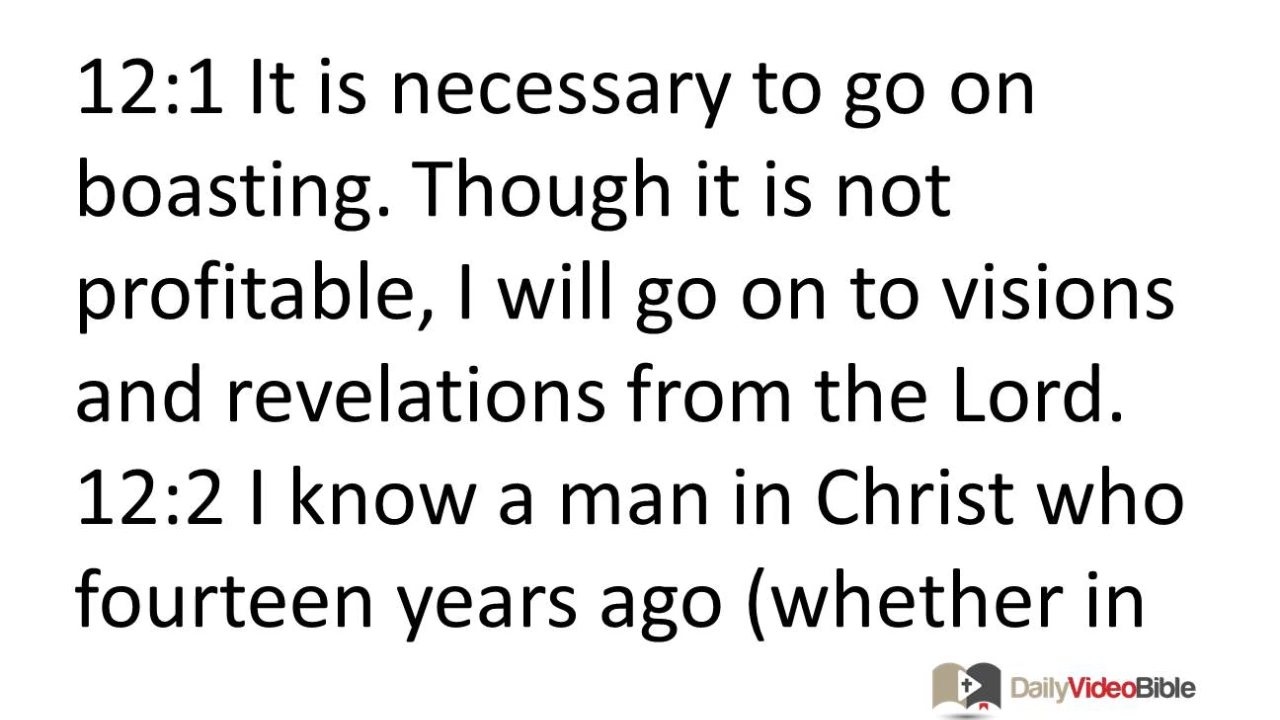 12:1 It is necessary to go on
boasting. Though it is not
profitable, I will go on to visions
and revelations from the Lord.
12:2 I know a man in Christ who
fourteen years ago (whether in
DailyVideoBible